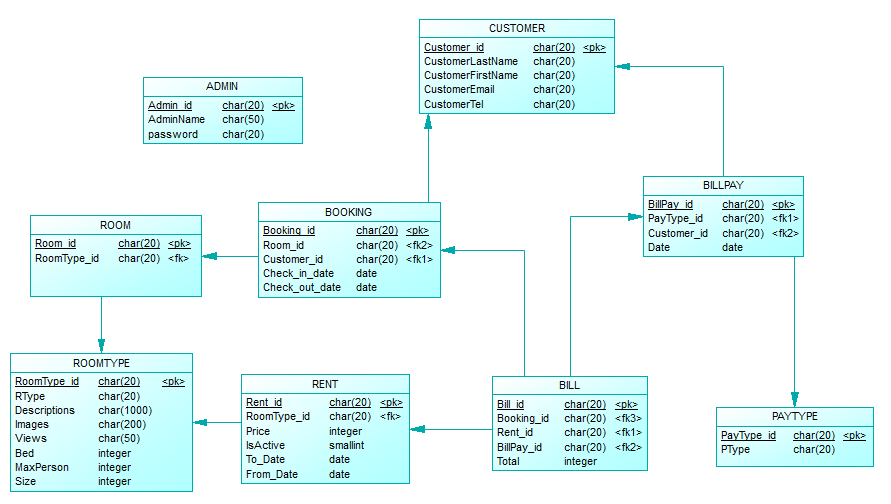 CUSTOMER
Customer_id char(20) <pk>
CustomerLastName char(20)
CustomerFirstName char(20)
CustomerEmail char(20)
CustomerTel char(20)
ADMIN
Admin_id char(20) <pk>
AdminName char(50)
password char(20)
BILLPAY
BillPay_id char(20) <pk>
PayType_id char(20) <fk1>
Customer_id char(20) <fk2>
Date date
BOOKING
Booking_id char(20) <pk>
Room_id char(20) <fk2>
Customer_id char(20) <fk1>
Check_in_date date
Check_out_date date
ROOM
Room_id char(20) <pk>
RoomType_id char(20) <fk>
ROOMTYPE
RoomType_id char(20) <pk>
RType char(20)
Descriptions char(1000)
Images char(200)
Views char(50)
Bed integer
MaxPerson integer
Size integer
RENT
Rent_id char(20) <pk>
RoomType_id char(20) <fk>
Price integer
IsActive smallint
To_Date date
From_Date date
BILL
Bill_id char(20) <pk>
Booking_id char(20) <fk3>
Rent_id char(20) <fk1>
BillPay_id char(20) <fk2>
Total integer
PAYTYPE
PayType_id char(20) <pk>
PType char(20)